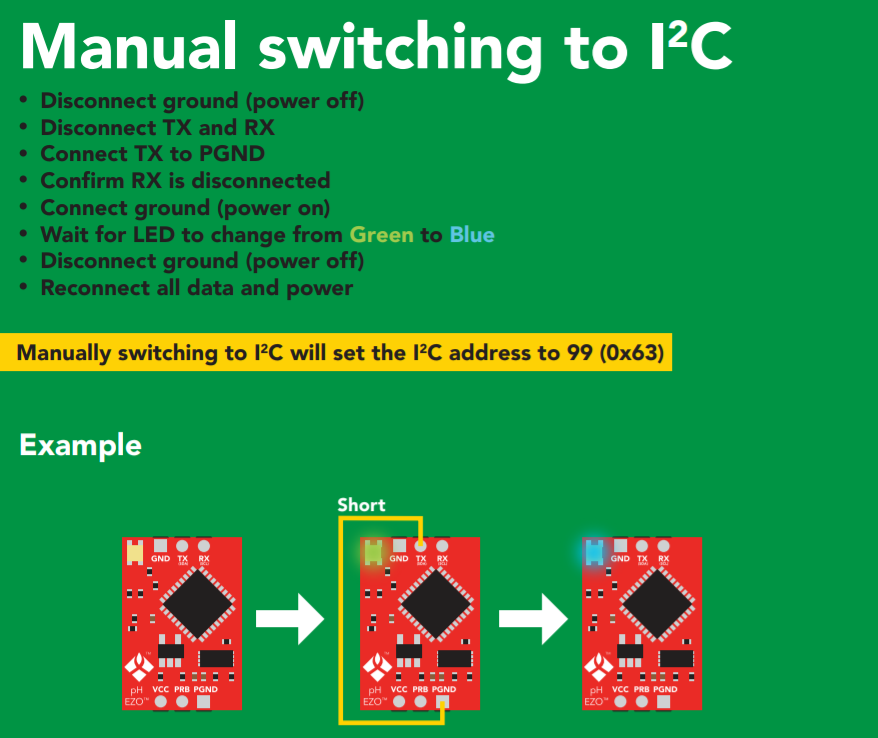 Manual switching to I²C
• Disconnect ground (power off)
• Disconnect TX and RX
• Connect TX to PGND
• Confirm RX is disconnected
• Connect ground (power on)
• Wait for LED to change from Green to Blue
• Disconnect ground (power off)
• Reconnect all data and power
Manually switching to I²C will set the I²C address to 99 (0x63)
Example
Short
GND TX RX
GND TX RX
GND TX RX
pH
EZO™
VCC PRB PGND
pH
EZO™
VCC PRB PGND
pH
EZO™
VCC PRB PGND